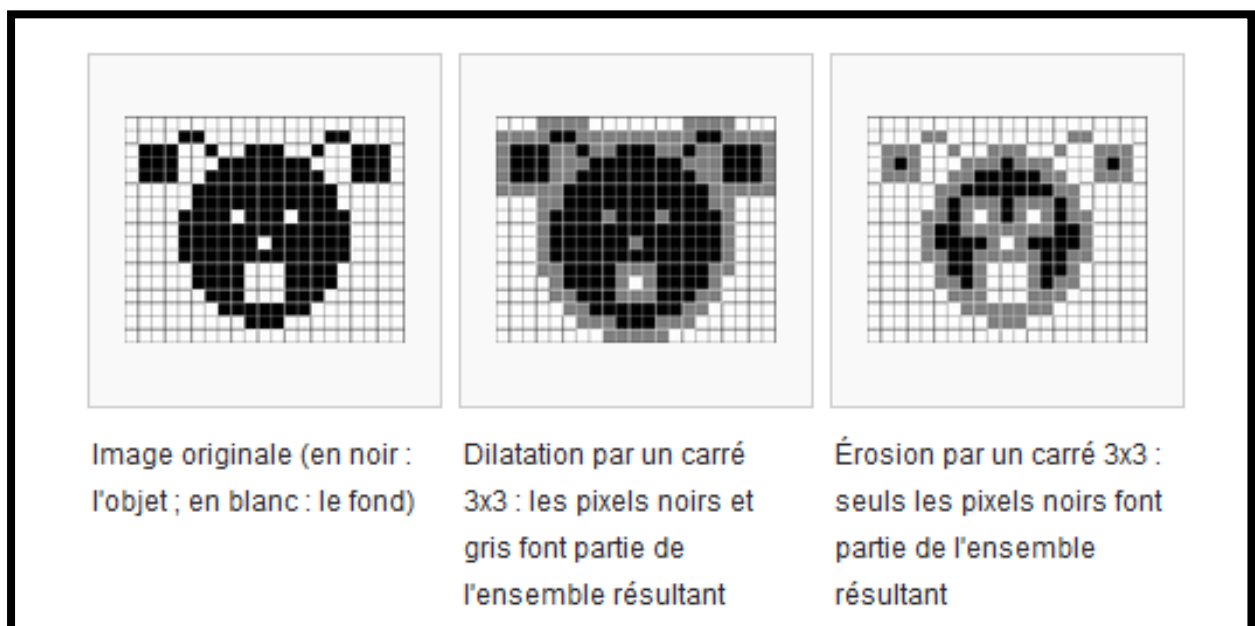 Image originale (en noir :
l'objet ; en blanc : le fond)
Dilatation par un carré
3x3 : les pixels noirs et
gris font partie de
l'ensemble résultant
Érosion par un carré 3x3 :
seuls les pixels noirs font
partie de l'ensemble
résultant